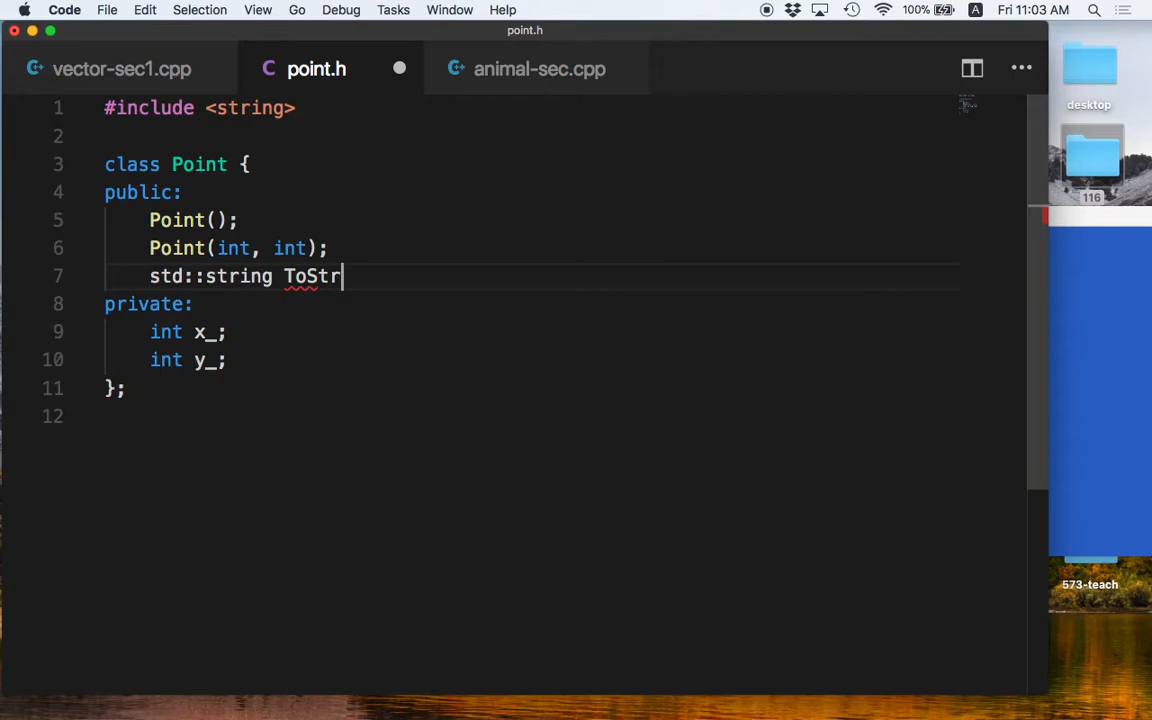 Code File Edit Selection View Go Debug Tasks Window Help 100% A Fri 11:03 AM
point.h
vector-sec1.cpp C point.h animal-sec.cpp
1 #include <string>
2
3 class Point {
4 public:
5 Point();
6 Point(int, int);
7 std::string ToStr
8 private:
9 int x_;
10 int y_;
11 };
12
desktop
116
573-teach